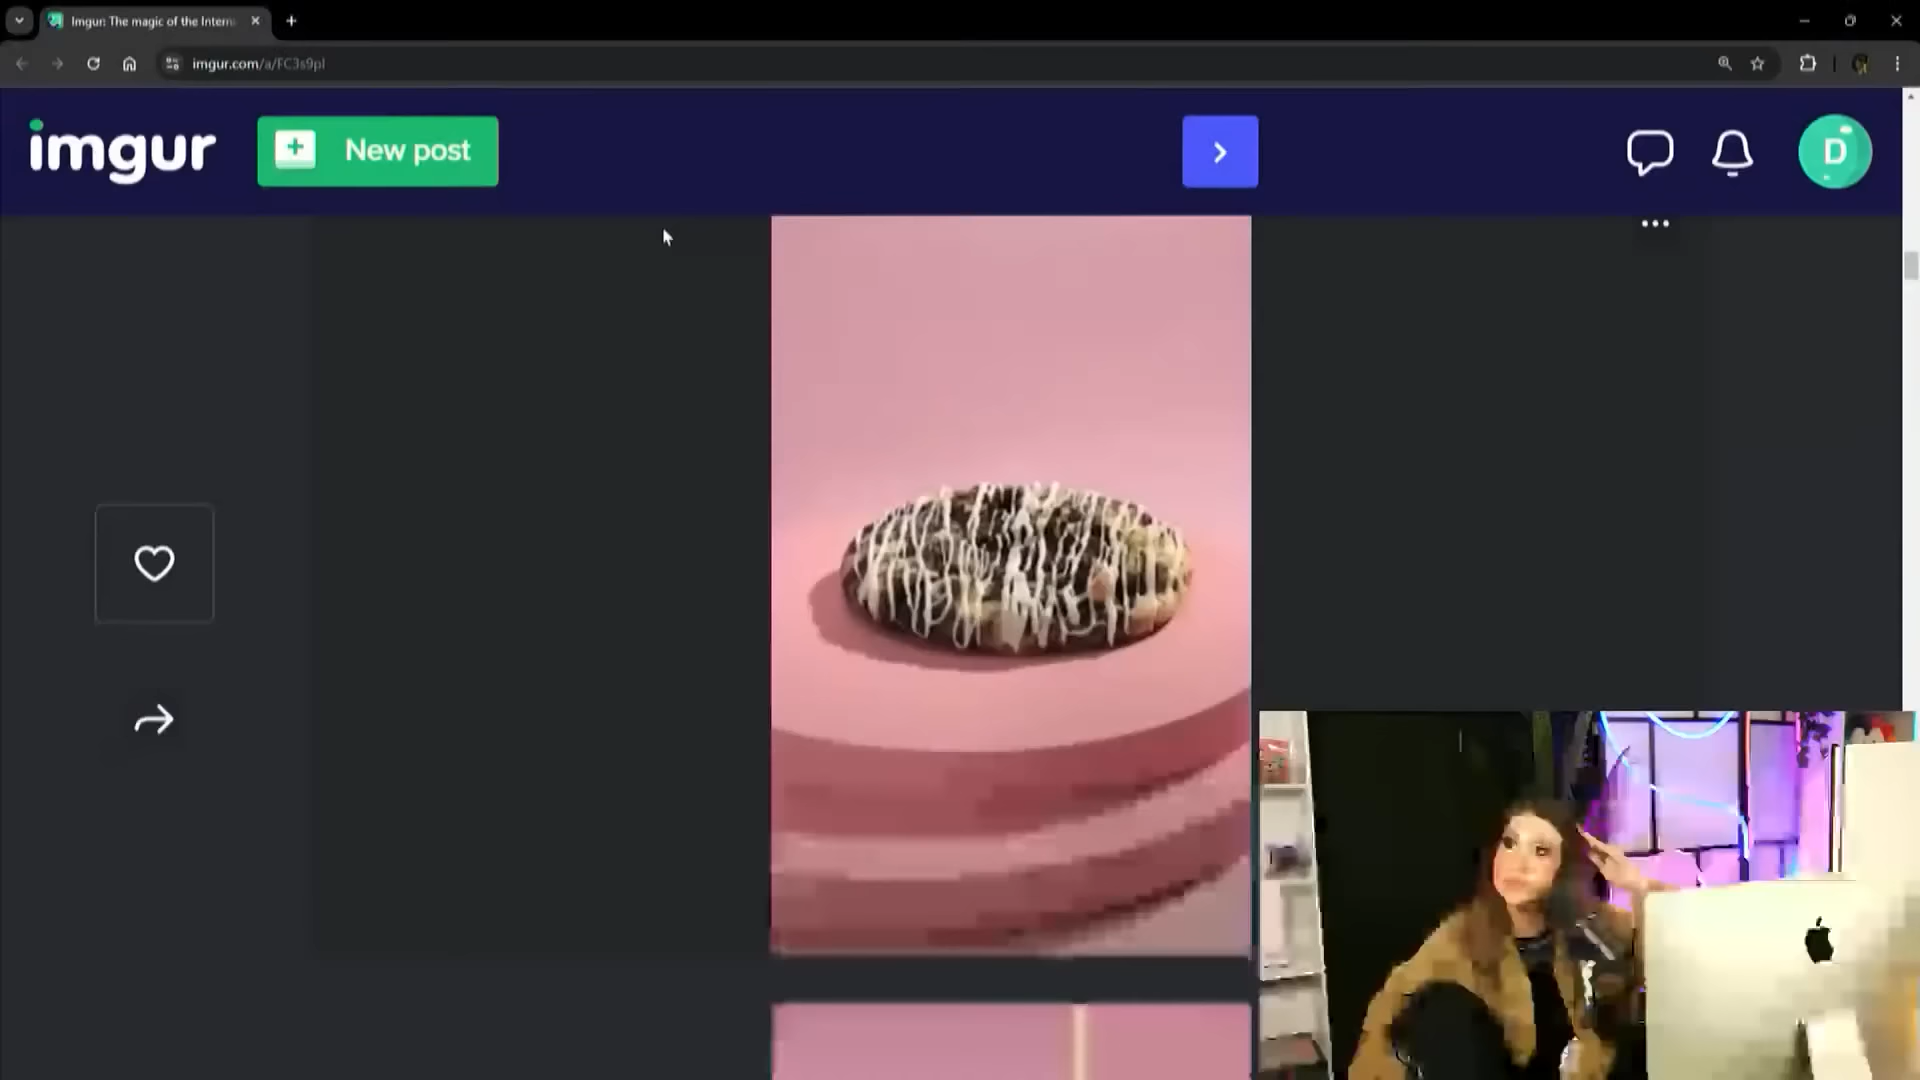 Imgur: The magic of the Intern
imgur.com/a/FC3s9pl
imgur
New post
D